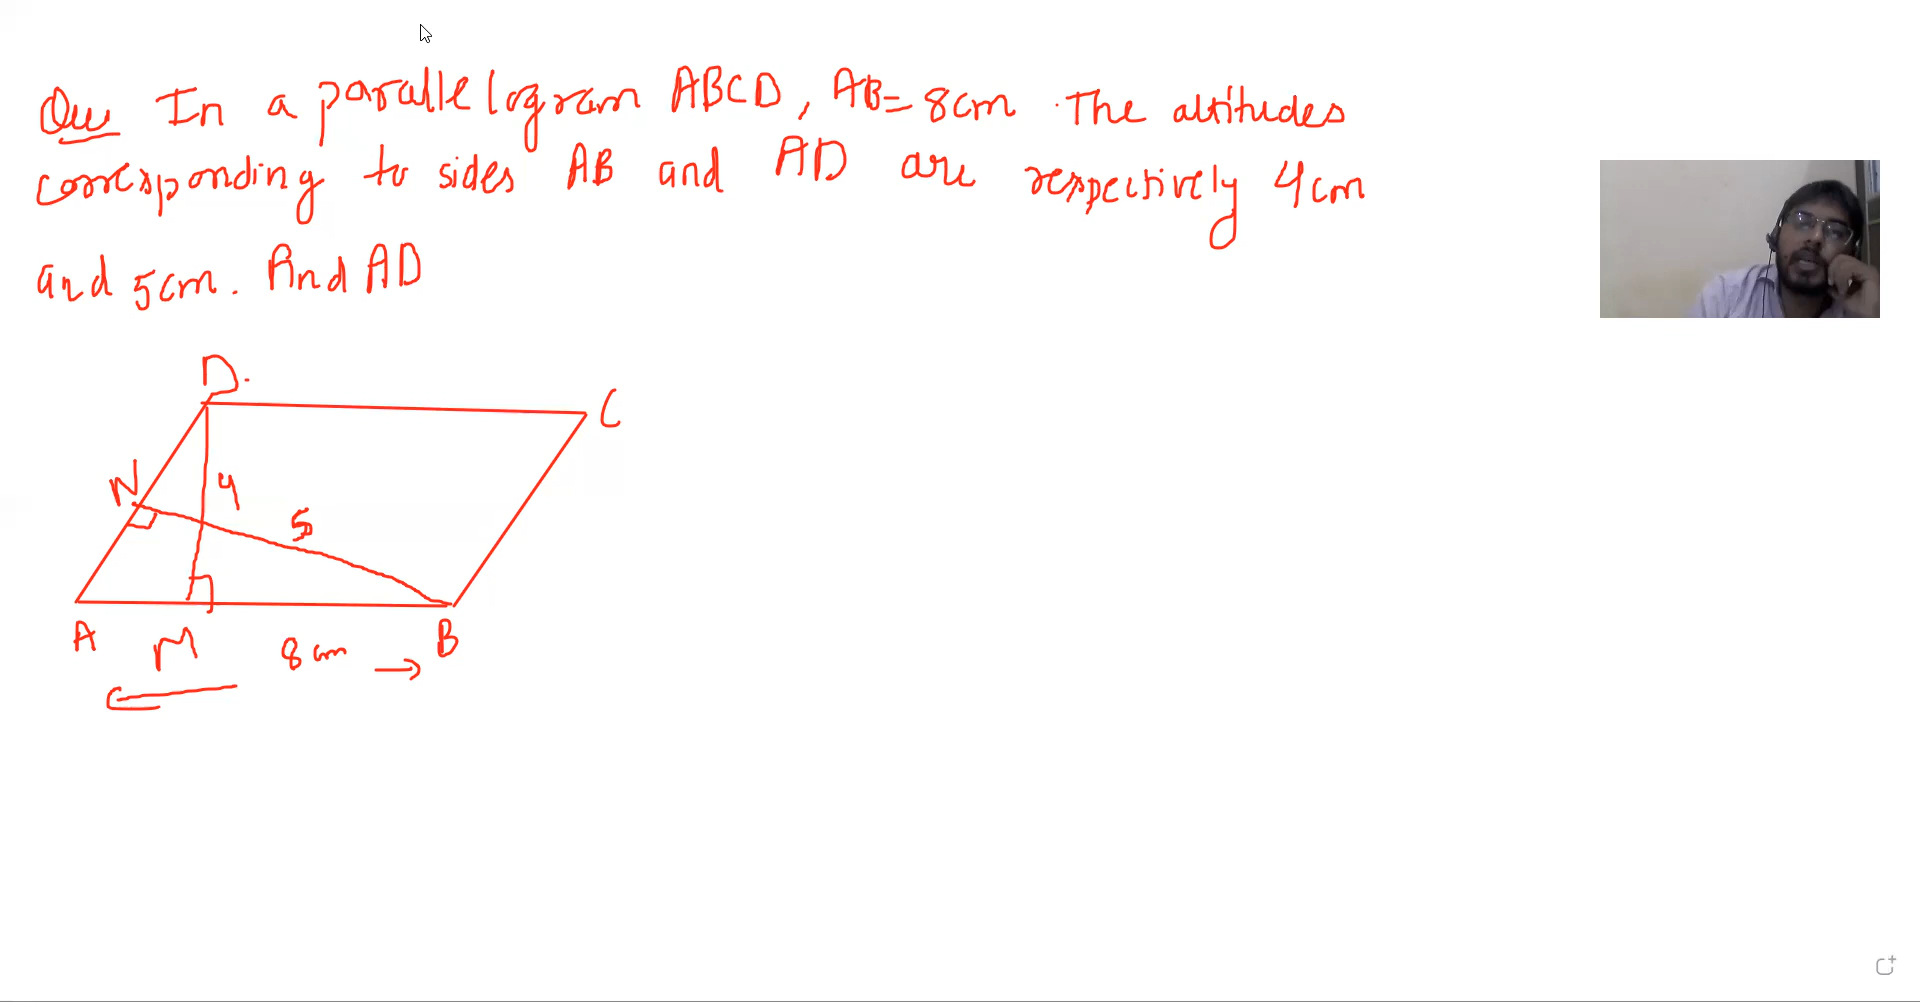 Que In a parallelogram ABCD, AB= 8cm . The altitudes
corresponding to sides AB and AD are respectively 4cm
and 5cm. Find AD
D.
C
N
4
5
A
M
8 cm
B